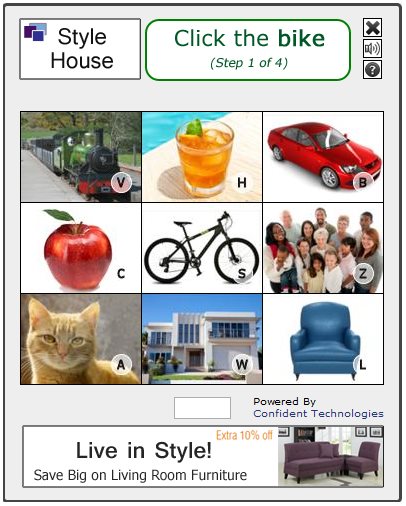 Style
House
Click the bike
(Step 1 of 4)
?
V
H
B
C
S
Z
A
W
L
Powered By
Confident Technologies
Extra 10% off
Live in Style!
Save Big on Living Room Furniture